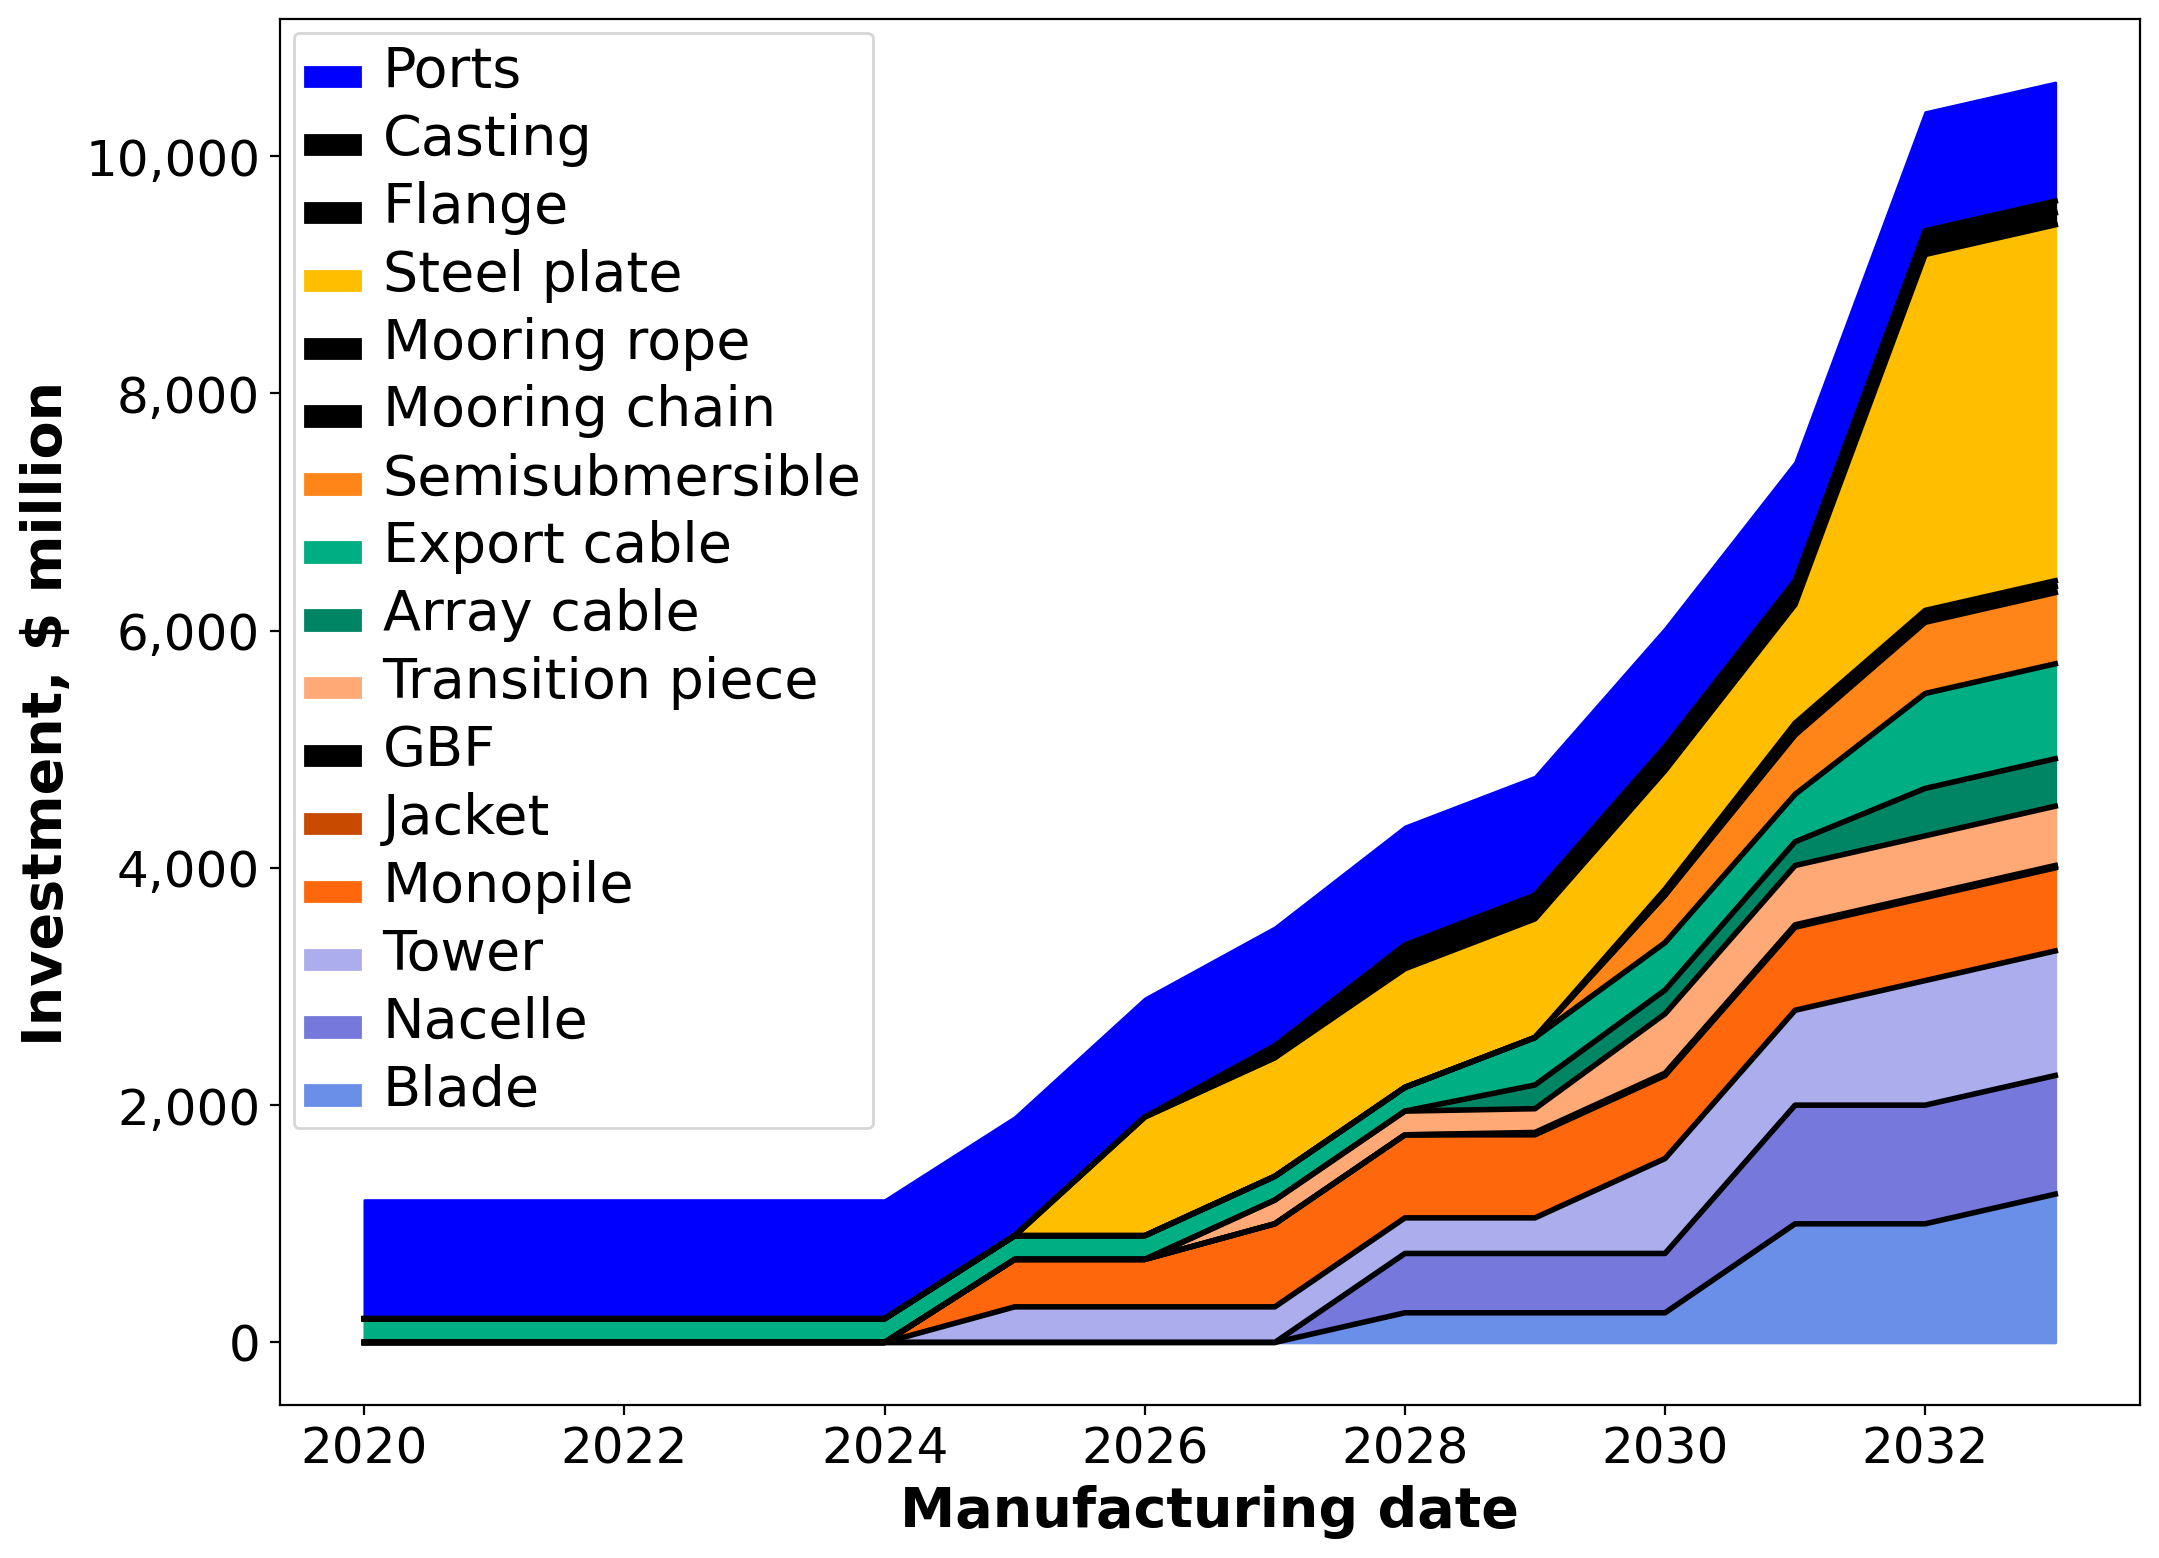 Ports
Casting
Flange
Steel plate
Mooring rope
Mooring chain
Semisubmersible
Export cable
Array cable
Transition piece
GBF
Jacket
Monopile
Tower
Nacelle
Blade
10,000
8,000
6,000
4,000
2,000
0
Investment, $ million
2020 2022 2024 2026 2028 2030 2032
Manufacturing date